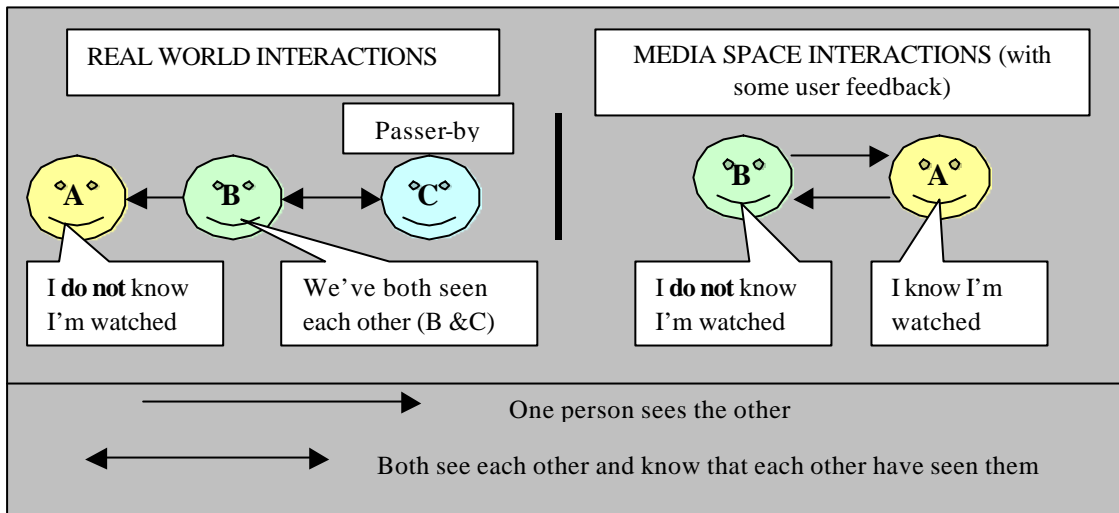 REAL WORLD INTERACTIONS
Passer-by
A
B
C
I do not know
I'm watched
We've both seen
each other (B &C)
MEDIA SPACE INTERACTIONS (with
some user feedback)
B
A
I do not know
I'm watched
I know I'm
watched
One person sees the other
Both see each other and know that each other have seen them